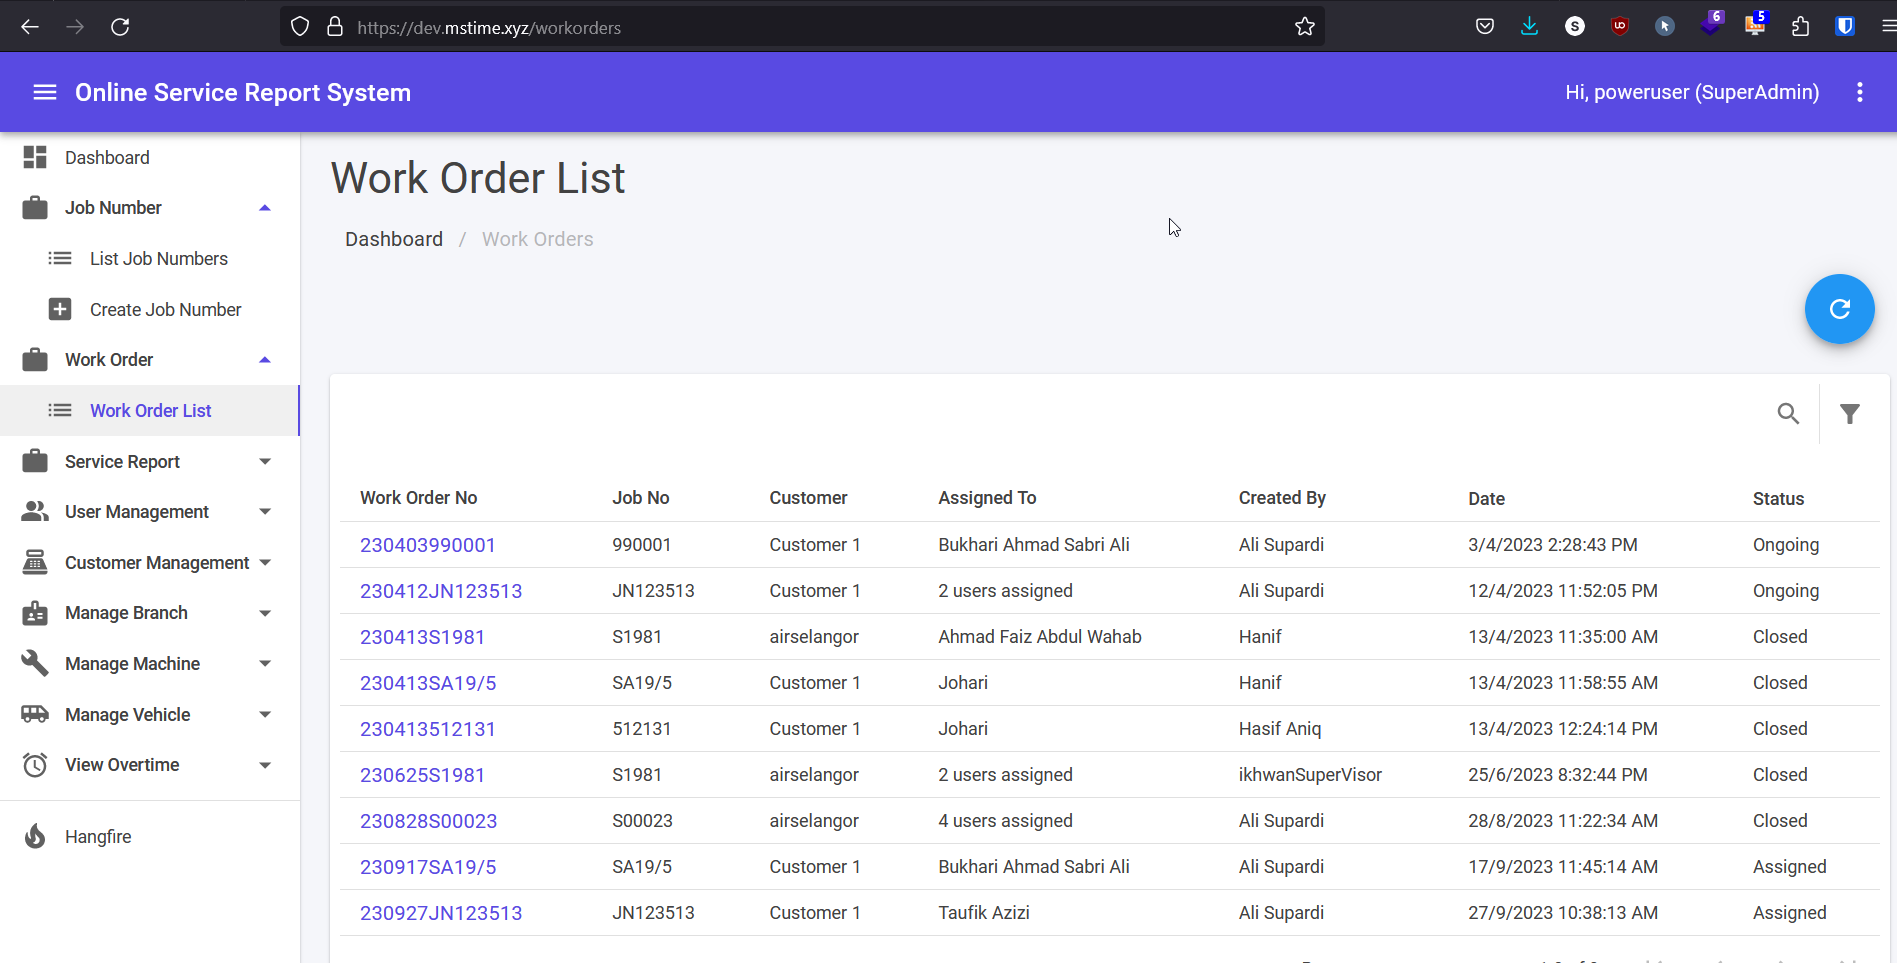 https://dev.mstime.xyz/workorders
S
UO
6
5
Online Service Report System
Hi, poweruser (SuperAdmin)
Dashboard
Job Number
List Job Numbers
Create Job Number
Work Order
Work Order List
Service Report
User Management
Customer Management
Manage Branch
Manage Machine
Manage Vehicle
View Overtime
Hangfire
Work Order List
Dashboard / Work Orders
Work Order No Job No Customer Assigned To Created By Date Status
230403990001 990001 Customer 1 Bukhari Ahmad Sabri Ali Ali Supardi 3/4/2023 2:28:43 PM Ongoing
230412JN123513 JN123513 Customer 1 2 users assigned Ali Supardi 12/4/2023 11:52:05 PM Ongoing
230413S1981 S1981 airselangor Ahmad Faiz Abdul Wahab Hanif 13/4/2023 11:35:00 AM Closed
230413SA19/5 SA19/5 Customer 1 Johari Hanif 13/4/2023 11:58:55 AM Closed
230413512131 512131 Customer 1 Johari Hasif Aniq 13/4/2023 12:24:14 PM Closed
230625S1981 S1981 airselangor 2 users assigned ikhwanSuperVisor 25/6/2023 8:32:44 PM Closed
230828S00023 S00023 airselangor 4 users assigned Ali Supardi 28/8/2023 11:22:34 AM Closed
230917SA19/5 SA19/5 Customer 1 Bukhari Ahmad Sabri Ali Ali Supardi 17/9/2023 11:45:14 AM Assigned
230927JN123513 JN123513 Customer 1 Taufik Azizi Ali Supardi 27/9/2023 10:38:13 AM Assigned